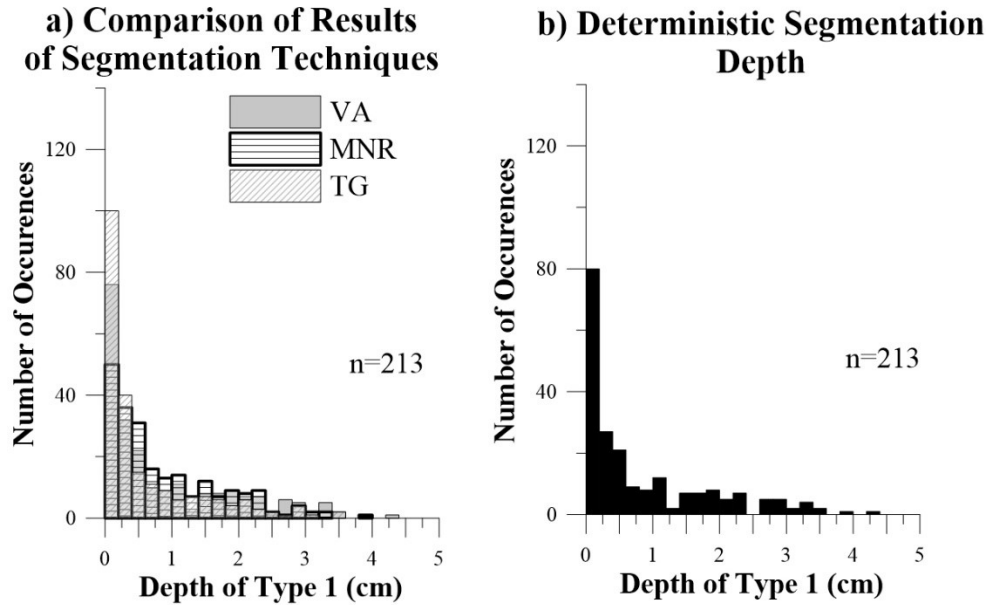 a) Comparison of Results
of Segmentation Techniques
VA
MNR
TG
120
80
40
0
Number of Occurences
n=213
0 1 2 3 4 5
Depth of Type 1 (cm)
b) Deterministic Segmentation
Depth
120
80
40
0
Number of Occurences
n=213
0 1 2 3 4 5
Depth of Type 1 (cm)